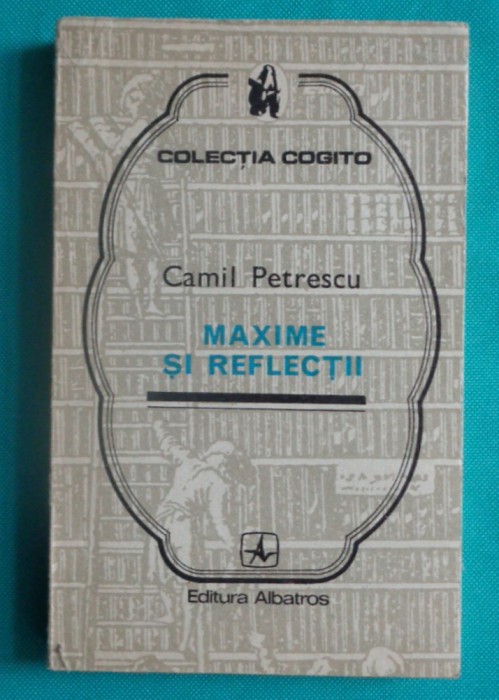 COLECȚIA COGITO
Camil Petrescu
MAXIME
ȘI REFLECȚII
Editura Albatros